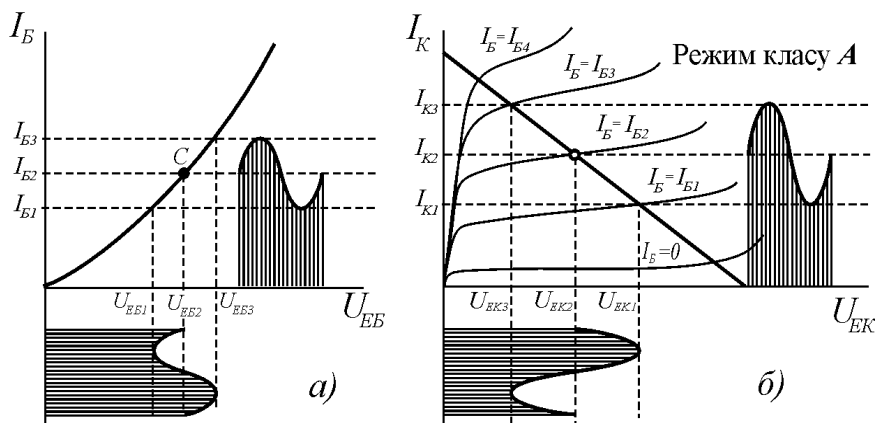 I_Б
I_Б3
I_Б2
I_Б1
C
U_ЕБ1
U_ЕБ2
U_ЕБ3
U_ЕБ
а)
I_К
I_К3
I_К2
I_К1
I_Б=I_Б4
I_Б=I_Б3
I_Б=I_Б2
I_Б=I_Б1
I_Б=0
Режим класу А
U_ЕК3
U_ЕК2
U_ЕК1
U_ЕК
б)